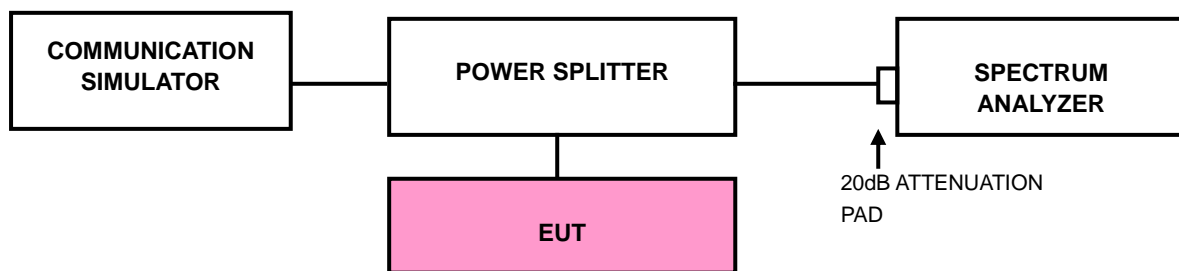 COMMUNICATION
SIMULATOR
POWER SPLITTER
SPECTRUM
ANALYZER
20dB ATTENUATION
PAD
EUT